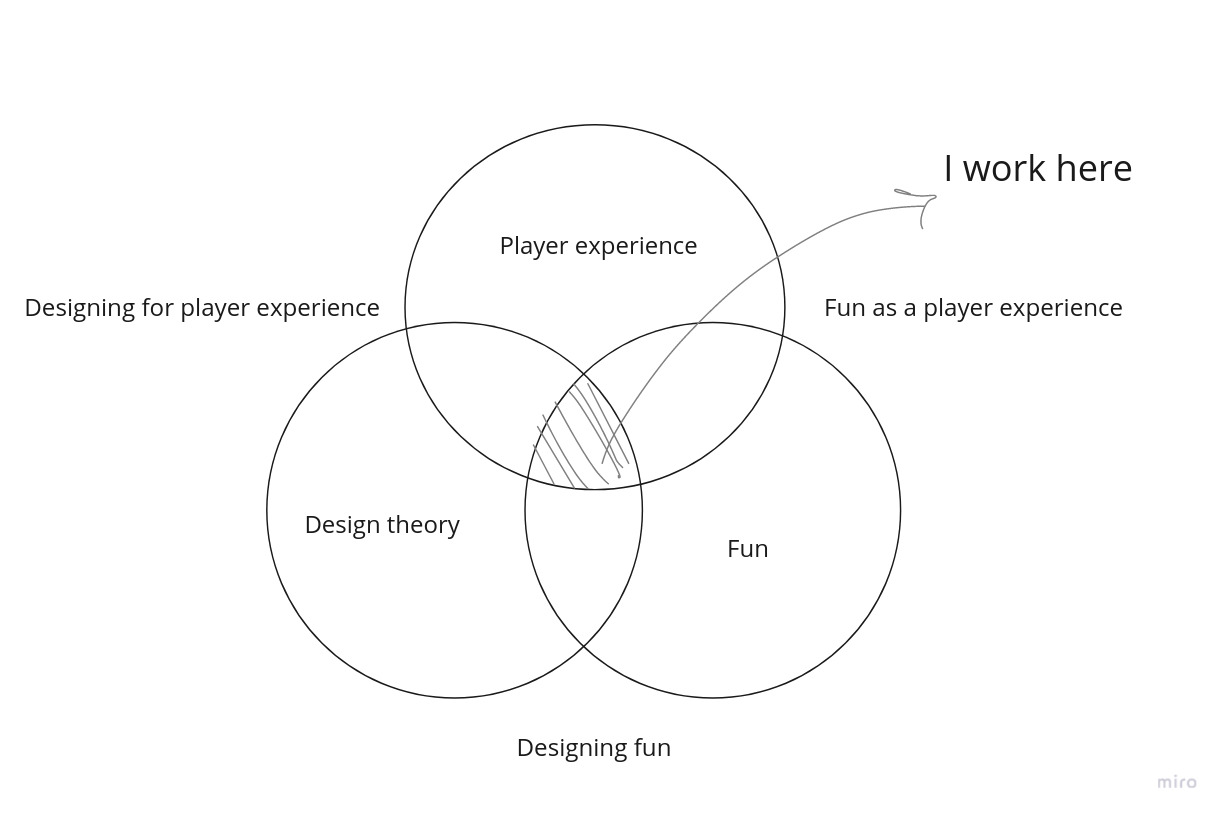 I work here
Player experience
Designing for player experience
Fun as a player experience
Design theory
Fun
Designing fun
miro